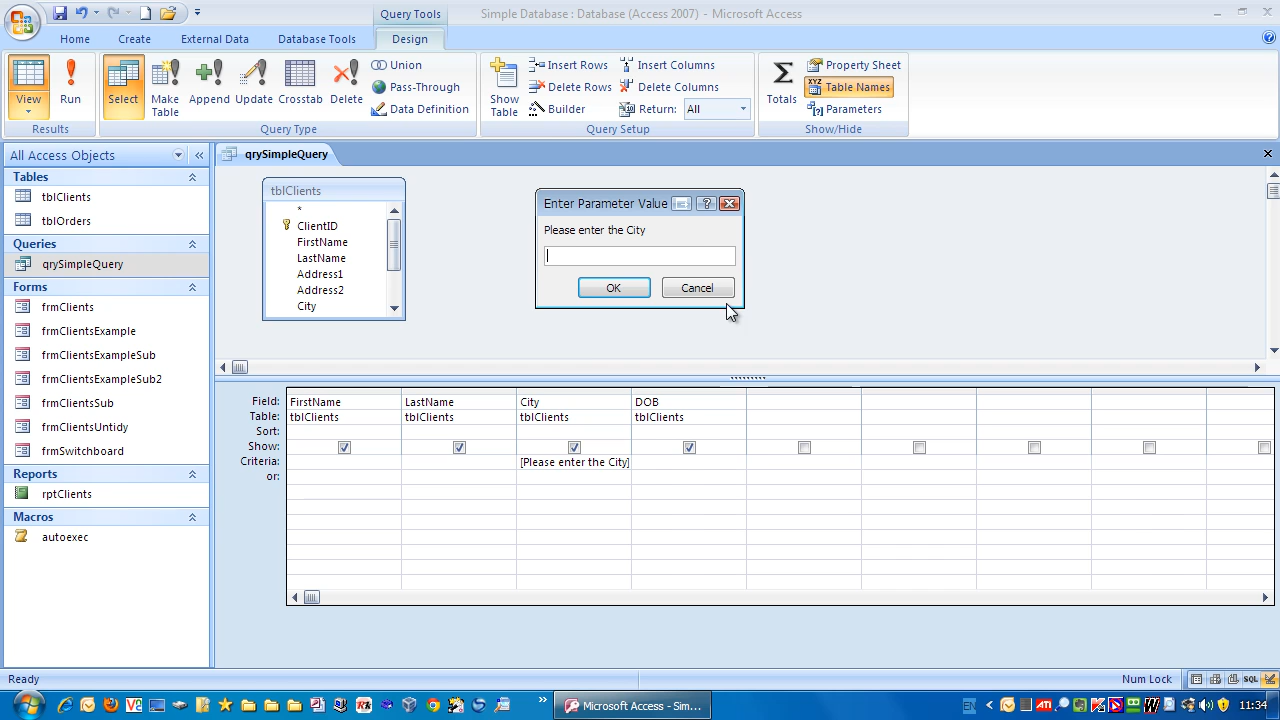 Query Tools
Simple Database : Database (Access 2007) - Microsoft Access
Home
Create
External Data
Database Tools
Design
View
Run
Results
Select
Make
Table
Append
Update
Crosstab
Delete
Union
Pass-Through
Data Definition
Query Type
Show
Table
Insert Rows
Delete Rows
Builder
Insert Columns
Delete Columns
Return:
All
Query Setup
Totals
Property Sheet
XYZ
Table Names
Parameters
Show/Hide
All Access Objects
Tables
tblClients
tblOrders
Queries
qrySimpleQuery
Forms
frmClients
frmClientsExample
frmClientsExampleSub
frmClientsExampleSub2
frmClientsSub
frmClientsUntidy
frmSwitchboard
Reports
rptClients
Macros
autoexec
qrySimpleQuery
tblClients
*
ClientID
FirstName
LastName
Address1
Address2
City
Enter Parameter Value
Please enter the City
OK
Cancel
Field: FirstName LastName City DOB
Table: tblClients tblClients tblClients tblClients
Sort:
Show:
Criteria: [Please enter the City]
or:
Ready
Num Lock
SQL
Microsoft Access - Sim...
EN
ATI
11:34